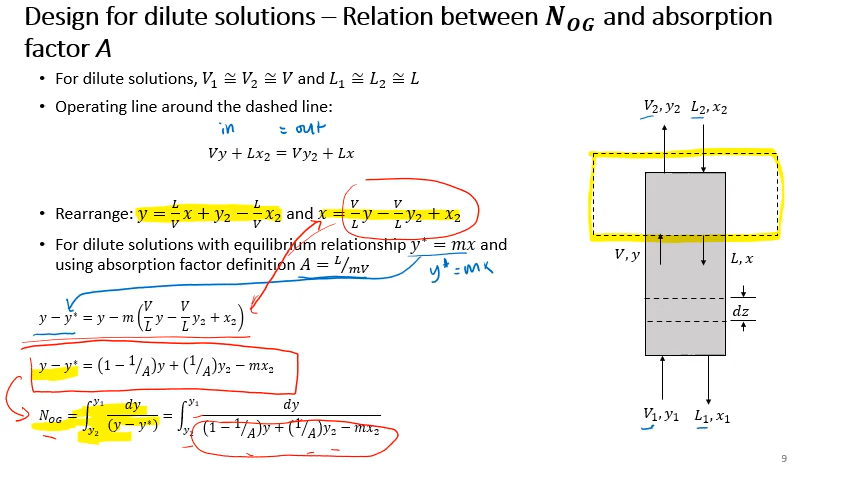 Design for dilute solutions – Relation between N_OG and absorption
factor A
• For dilute solutions, V₁ ≅ V₂ ≅ V and L₁ ≅ L₂ ≅ L
• Operating line around the dashed line:
in = out
Vy + Lx₂ = Vy₂ + Lx
• Rearrange: y = L/V x + y₂ − L/V x₂ and x = V/L y − V/L y₂ + x₂
• For dilute solutions with equilibrium relationship y* = mx and
using absorption factor definition A = L/mV
y* = mx
y − y* = y − m(V/L y − V/L y₂ + x₂)
y − y* = (1 − 1/A)y + (1/A)y₂ − mx₂
N_OG = ∫_{y₂}^{y₁} dy/(y − y*) = ∫_{y₂}^{y₁} dy/((1 − 1/A)y + (1/A)y₂ − mx₂)
V₂, y₂ L₂, x₂
V, y L, x
dz
V₁, y₁ L₁, x₁
9